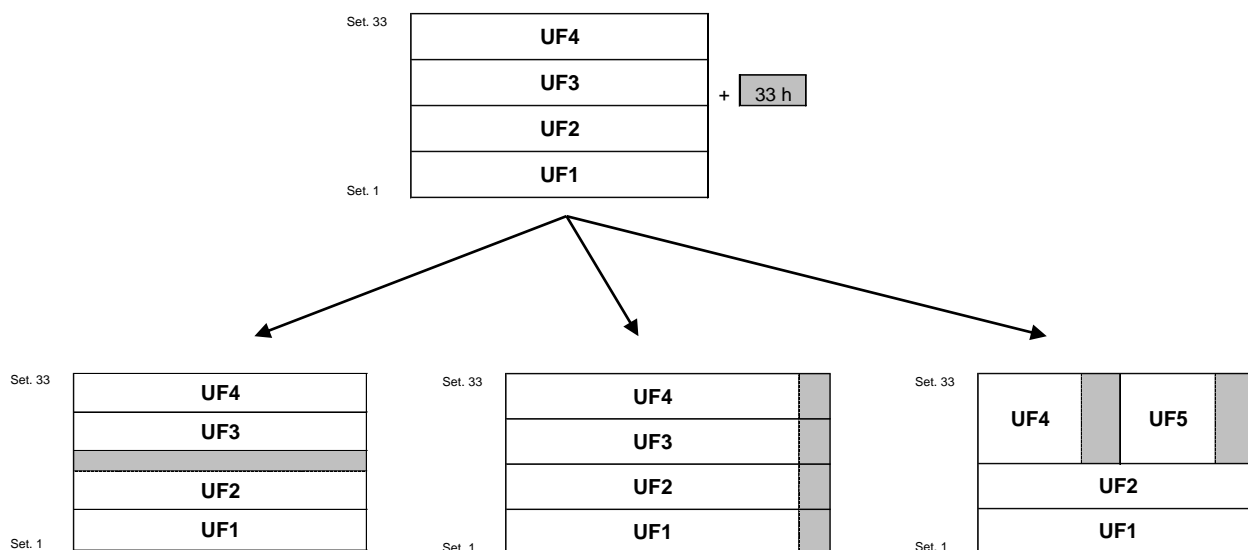 Set. 33
UF4
UF3
+ 33 h
UF2
UF1
Set. 1
Set. 33
UF4
UF3
UF2
UF1
Set. 1
Set. 33
UF4
UF3
UF2
UF1
Set. 1
Set. 33
UF4 UF5
UF2
UF1
Set. 1